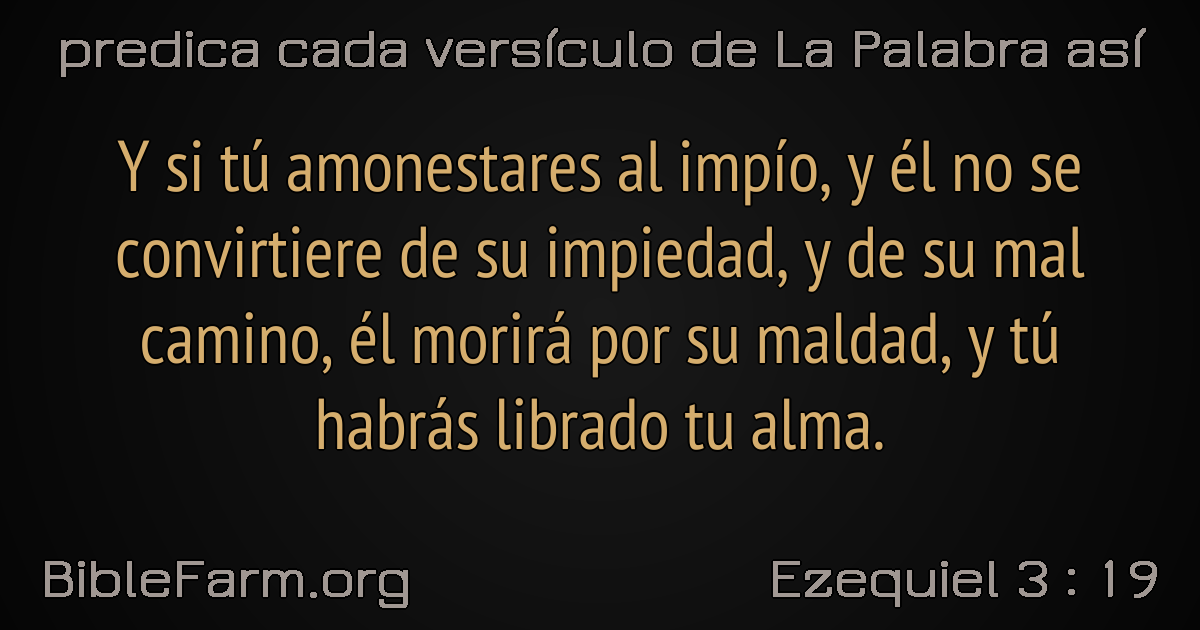 predica cada versículo de La Palabra así
Y si tú amonestares al impío, y él no se
convirtiere de su impiedad, y de su mal
camino, él morirá por su maldad, y tú
habrás librado tu alma.
BibleFarm.org
Ezequiel 3 : 19